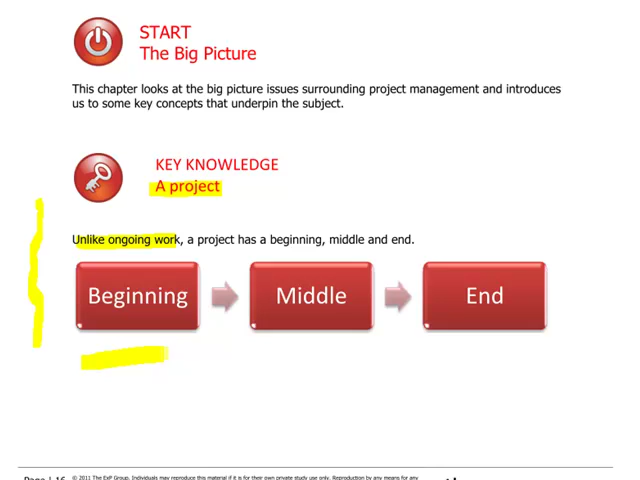 START
The Big Picture
This chapter looks at the big picture issues surrounding project management and introduces
us to some key concepts that underpin the subject.
KEY KNOWLEDGE
A project
Unlike ongoing work, a project has a beginning, middle and end.
Beginning Middle End
Page | 16 © 2011 The ExP Group. Individuals may reproduce this material if it is for their own private study use only. Reproduction by any means for any